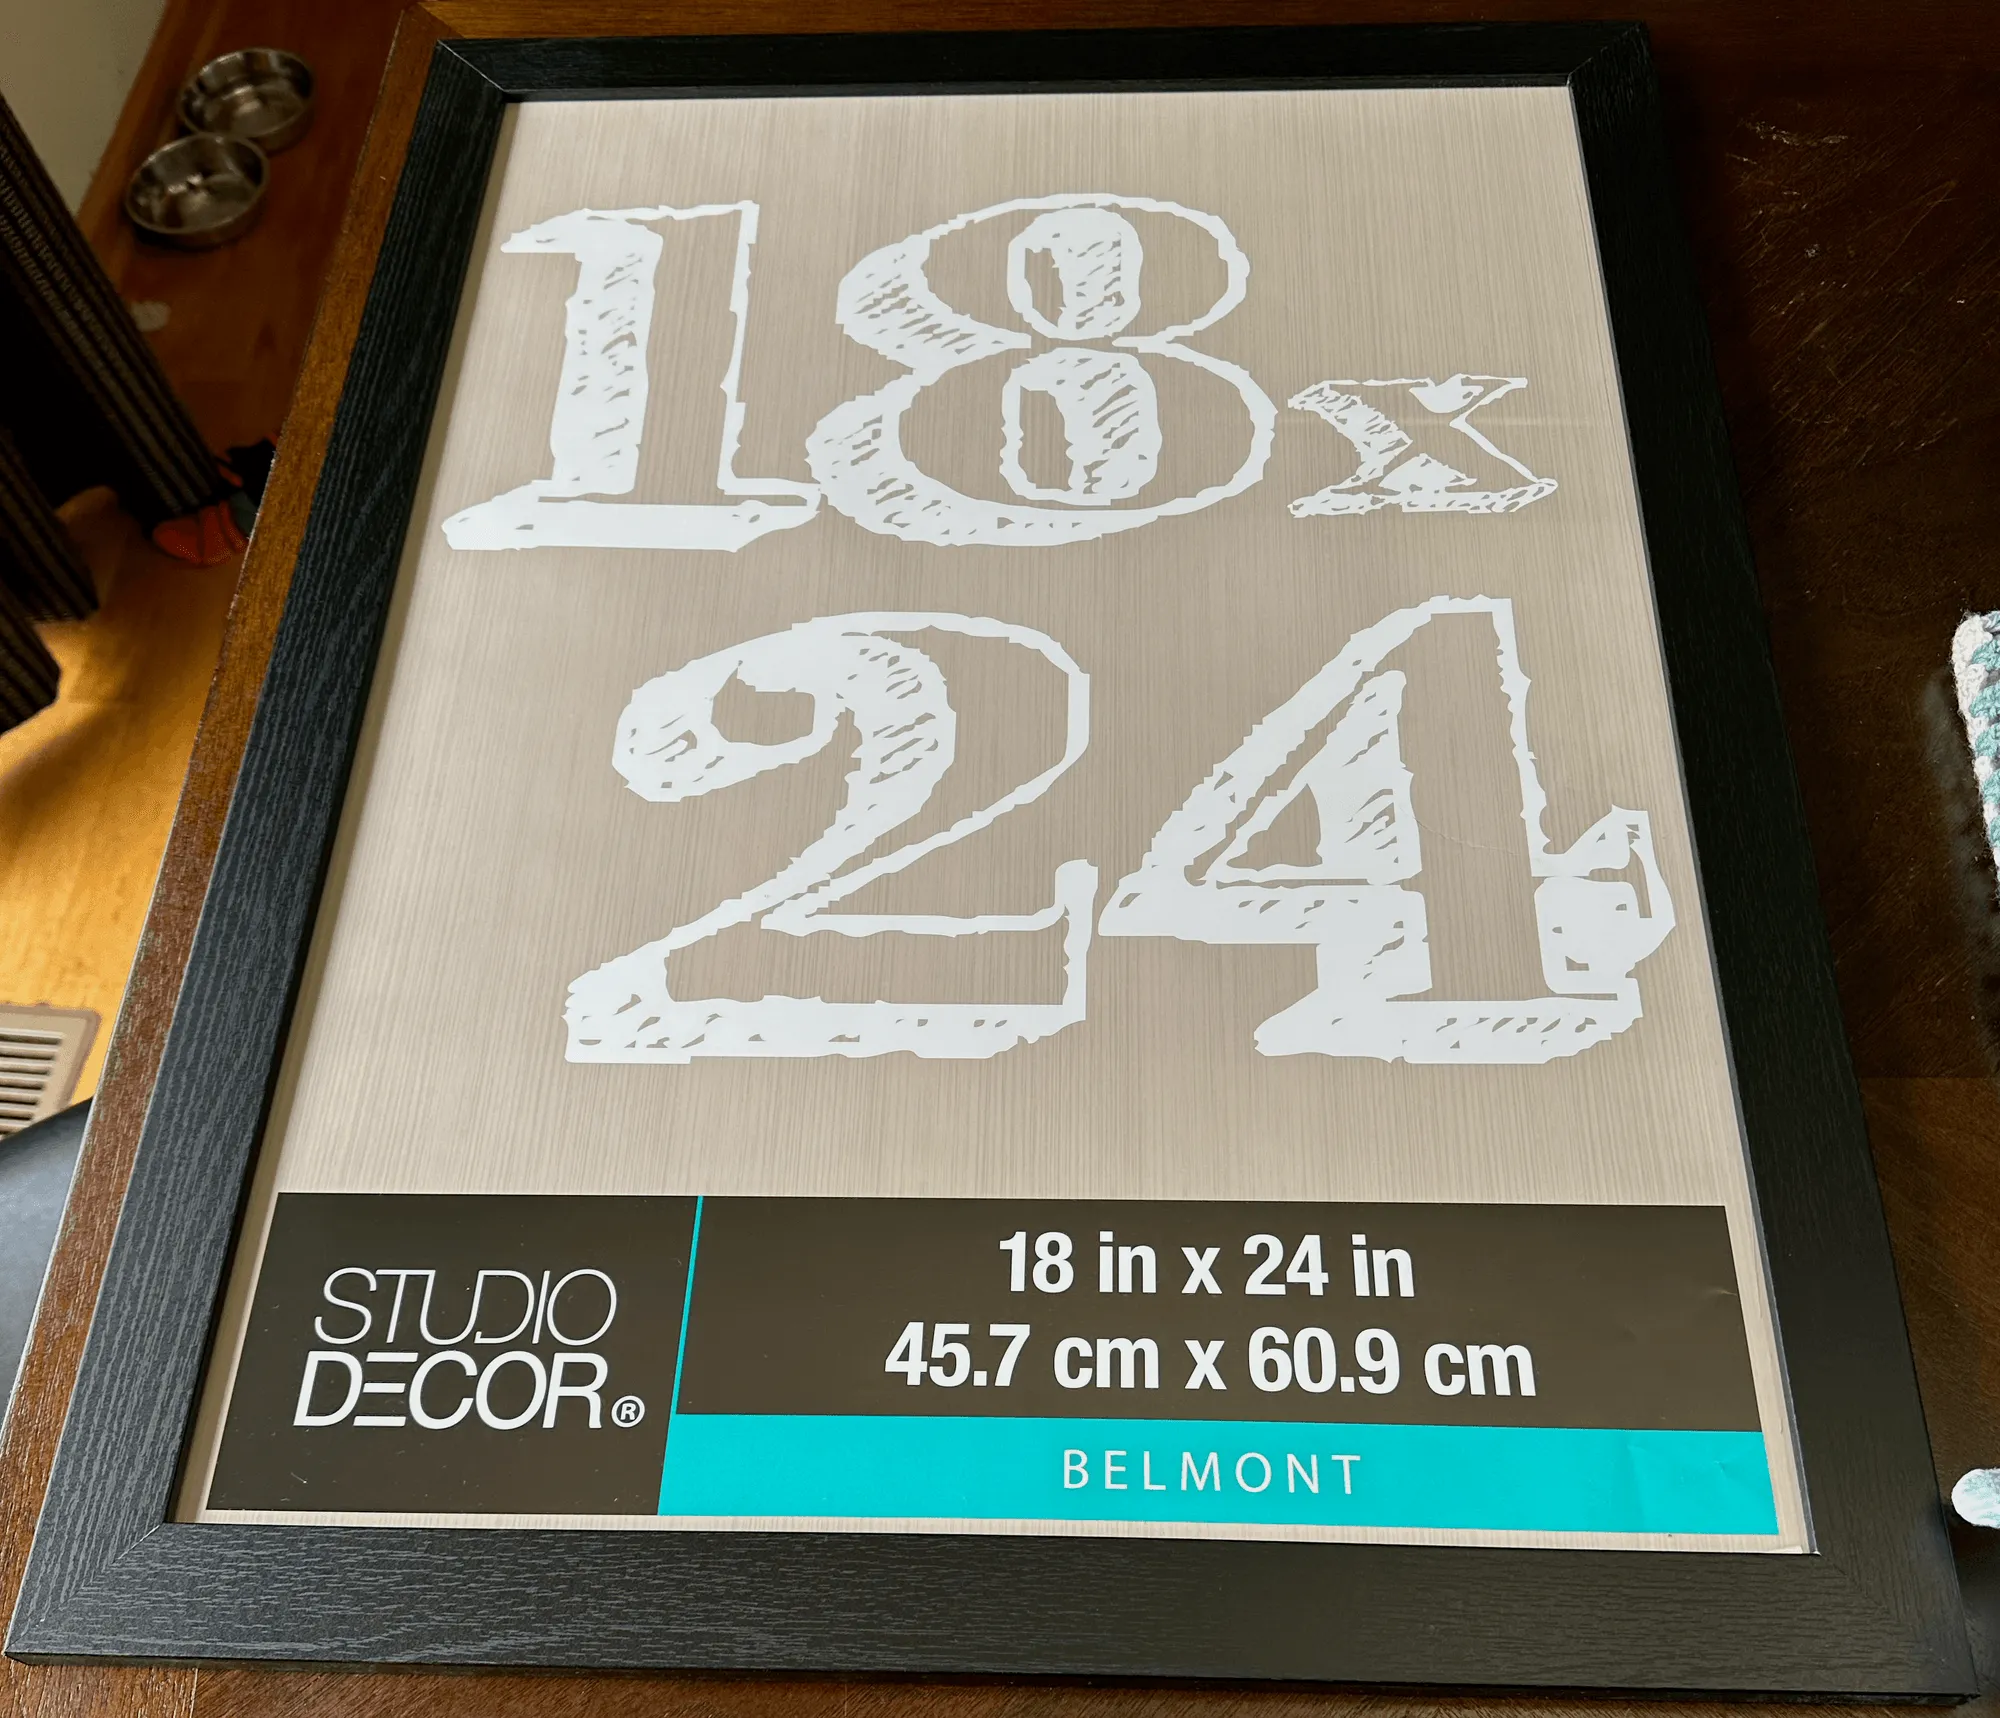 18x
24
STUDIO
DECOR®
18 in x 24 in
45.7 cm x 60.9 cm
BELMONT